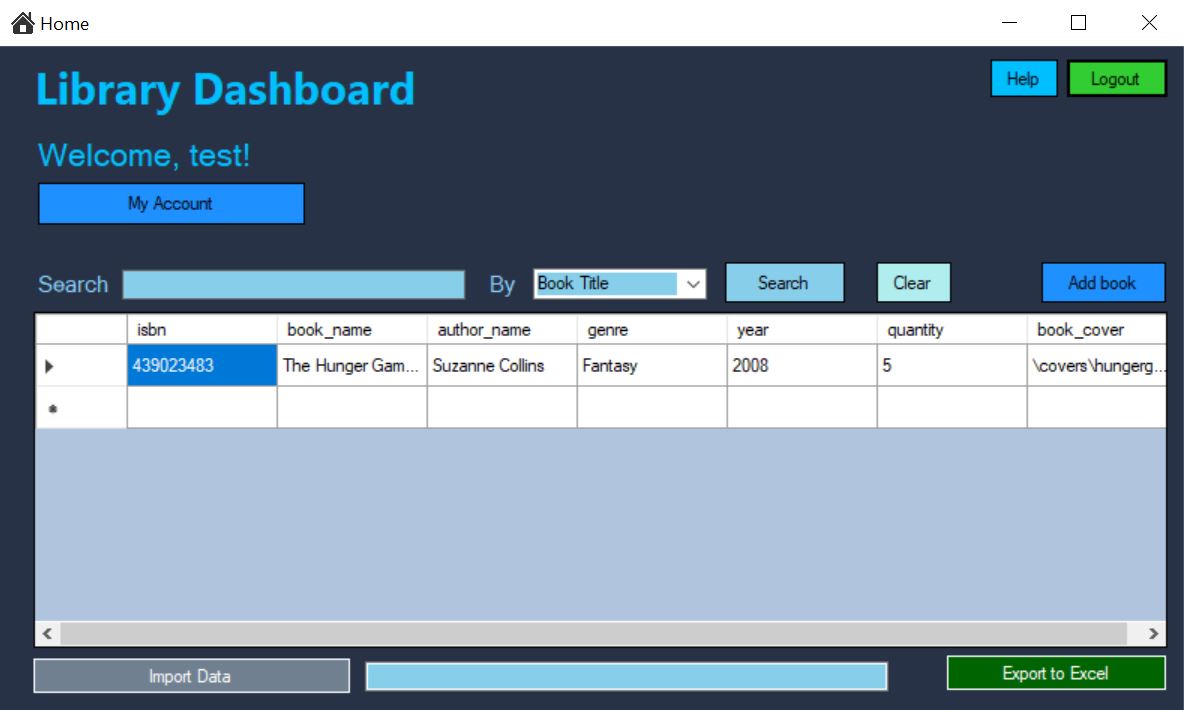 Home
Library Dashboard
Help
Logout
Welcome, test!
My Account
Search
By
Book Title
Search
Clear
Add book
isbn book_name author_name genre year quantity book_cover
439023483 The Hunger Gam... Suzanne Collins Fantasy 2008 5 \covers\hungerg...
Import Data
Export to Excel